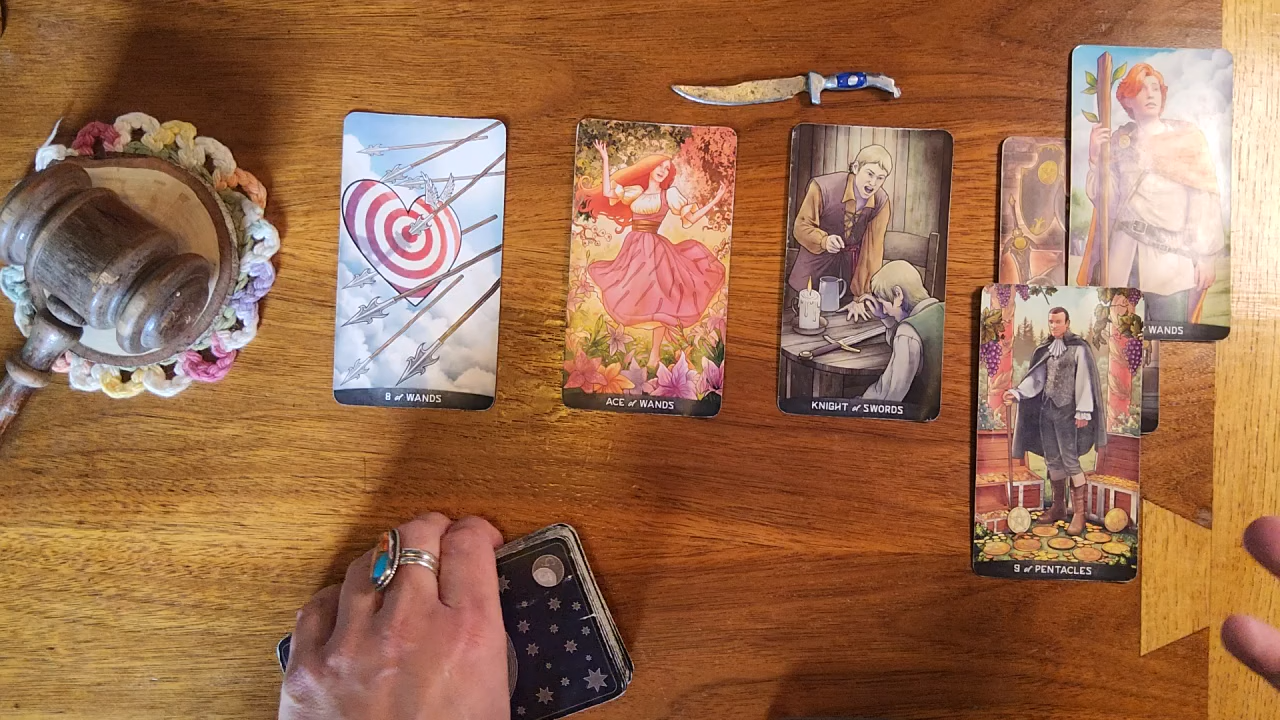 8 of WANDS
ACE of WANDS
KNIGHT of SWORDS
WANDS
9 of PENTACLES